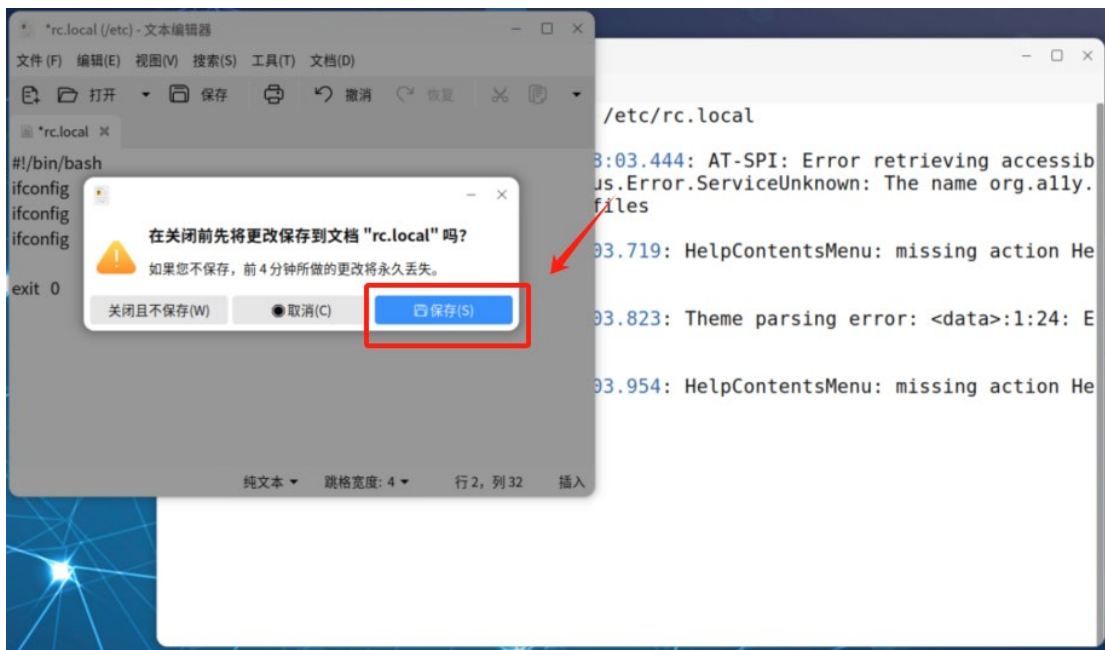 *rc.local (/etc) - 文本编辑器
文件(F) 编辑(E) 视图(V) 搜索(S) 工具(T) 文档(D)
打开 保存 撤消 恢复
*rc.local
#!/bin/bash
ifconfig
ifconfig
ifconfig
exit 0
在关闭前先将更改保存到文档 "rc.local" 吗?
如果您不保存，前 4 分钟所做的更改将永久丢失。
关闭且不保存(W) 取消(C) 保存(S)
纯文本 跳格宽度: 4 行 2，列 32 插入
/etc/rc.local
3:03.444: AT-SPI: Error retrieving accessib
us.Error.ServiceUnknown: The name org.a11y.
files
03.719: HelpContentsMenu: missing action He
03.823: Theme parsing error: <data>:1:24: E
03.954: HelpContentsMenu: missing action He